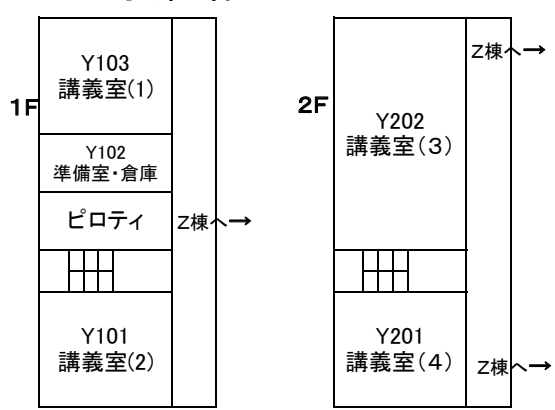 1F
Y103
講義室(1)
Y102
準備室・倉庫
ピロティ
Z棟へ→
Y101
講義室(2)
2F
Z棟へ→
Y202
講義室(3)
Y201
講義室(4)
Z棟へ→